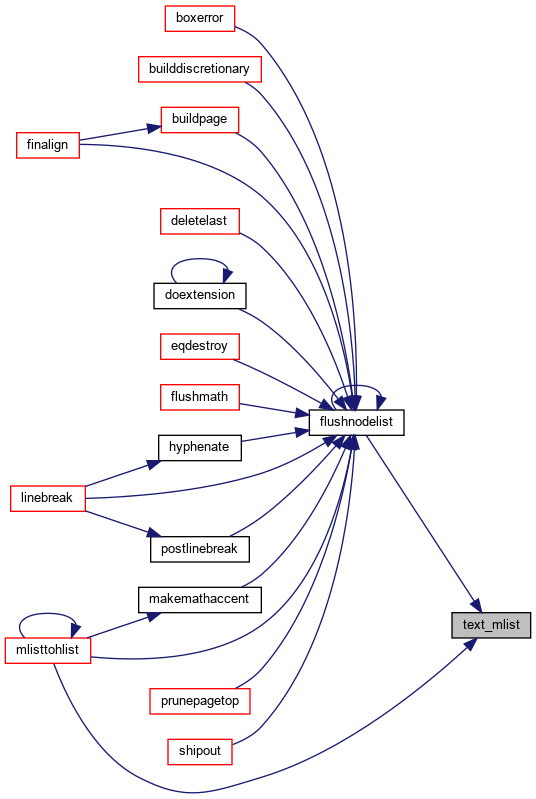 boxerror
builddiscretionary
buildpage
finalign
deletelast
doextension
eqdestroy
flushmath
flushnodelist
hyphenate
linebreak
postlinebreak
makemathaccent
text_mlist
mlisttohlist
prunepagetop
shipout